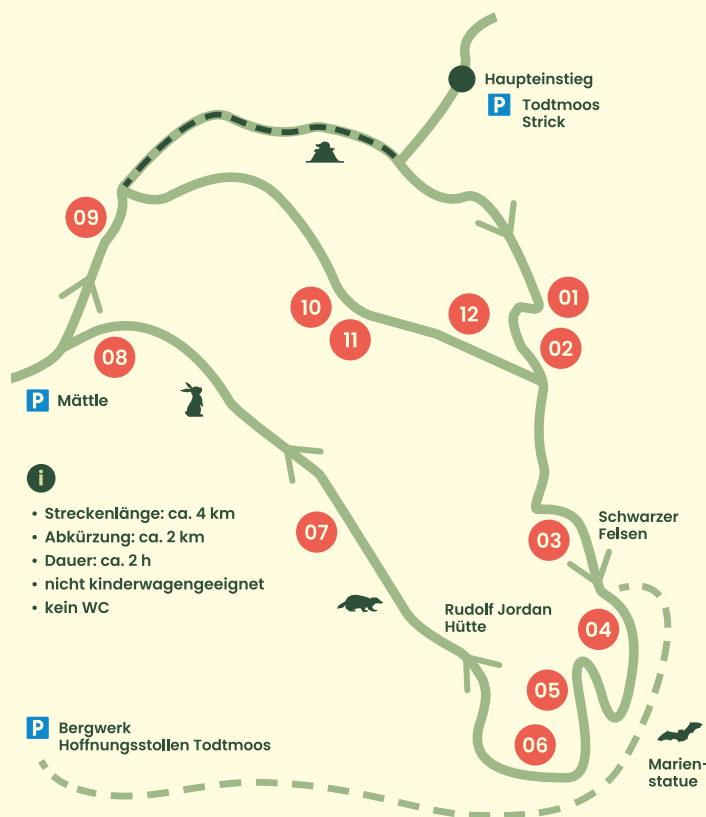 Haupteinstieg
P Todtmoos
Strick
09
01
10
12
11
02
08
P Mättle
i
• Streckenlänge: ca. 4 km
• Abkürzung: ca. 2 km
• Dauer: ca. 2 h
• nicht kinderwagengeeignet
• kein WC
07
03
Schwarzer
Felsen
Rudolf Jordan
Hütte
04
05
06
P Bergwerk
Hoffnungsstollen Todtmoos
Marien-
statue